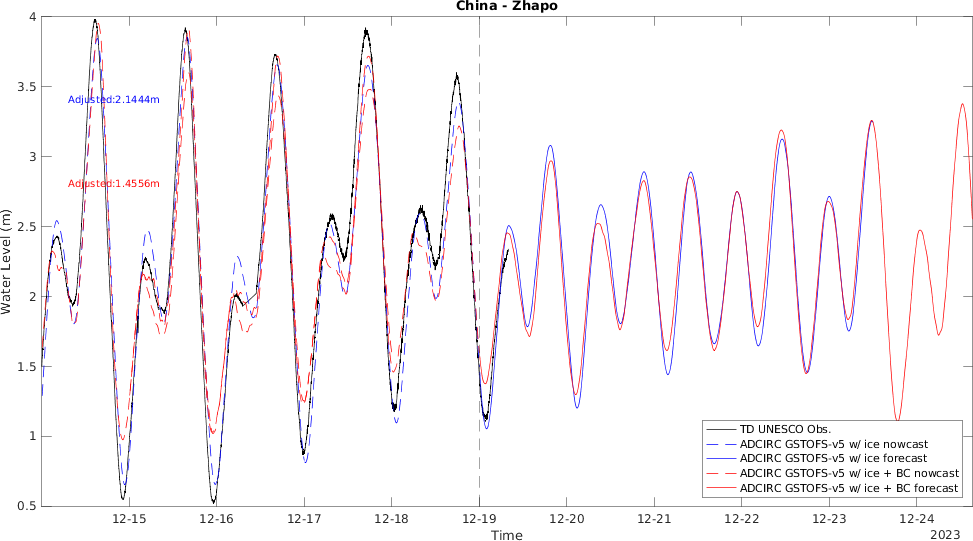 China - Zhapo
4
3.5
3
2.5
2
1.5
1
0.5
Water Level (m)
Adjusted:2.1444m
Adjusted:1.4556m
TD UNESCO Obs.
ADCIRC GSTOFS-v5 w/ ice nowcast
ADCIRC GSTOFS-v5 w/ ice forecast
ADCIRC GSTOFS-v5 w/ ice + BC nowcast
ADCIRC GSTOFS-v5 w/ ice + BC forecast
12-15 12-16 12-17 12-18 12-19 12-20 12-21 12-22 12-23 12-24
Time
2023